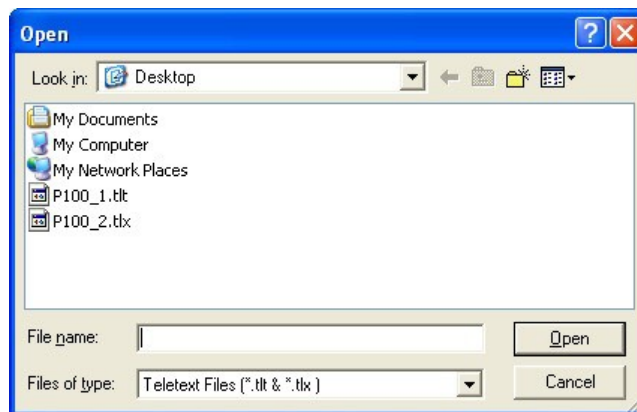 Open
Look in: Desktop
My Documents
My Computer
My Network Places
P100_1.tlt
P100_2.tlx
File name: Open
Files of type: Teletext Files (*.tlt & *.tlx ) Cancel